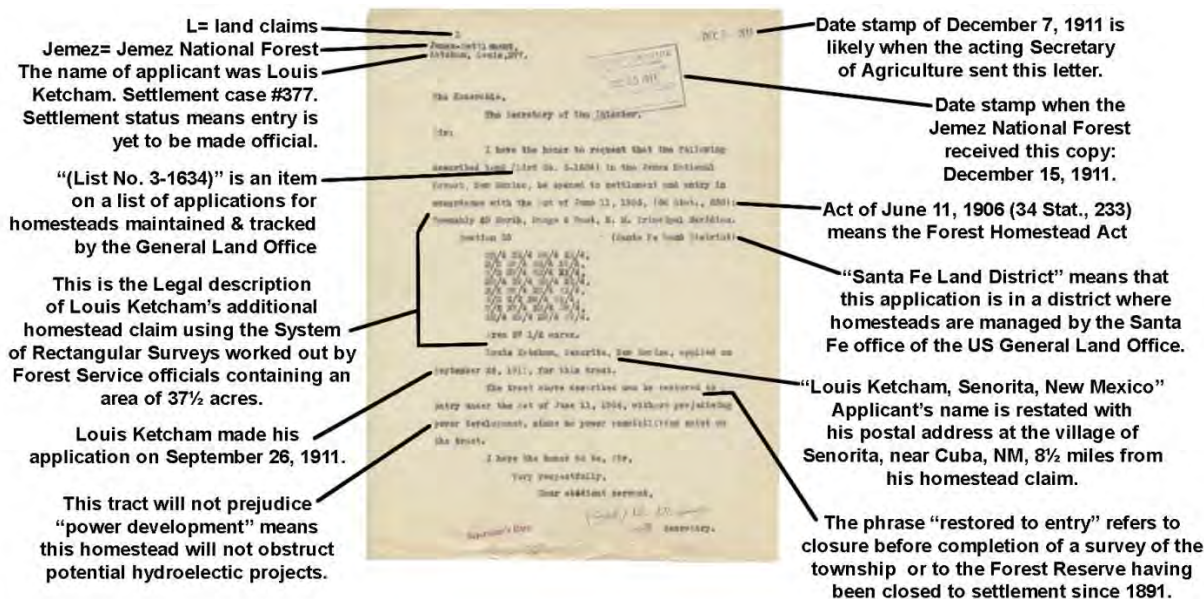 L= land claims
Jemez= Jemez National Forest
The name of applicant was Louis
Ketcham. Settlement case #377.
Settlement status means entry is
yet to be made official.
“(List No. 3-1634)” is an item
on a list of applications for
homesteads maintained & tracked
by the General Land Office
This is the Legal description
of Louis Ketcham’s additional
homestead claim using the System
of Rectangular Surveys worked out by
Forest Service officials containing an
area of 37½ acres.
Louis Ketcham made his
application on September 26, 1911.
This tract will not prejudice
“power development” means
this homestead will not obstruct
potential hydroelectic projects.
L
Jemez-Settlement,
Ketcham, Louis, 377.
The Honorable,
The Secretary of the Interior.
Sir:
I have the honor to request that the following
described land (List No. 3-1634) in the Jemez National
Forest, New Mexico, be opened to settlement and entry in
accordance with the Act of June 11, 1906, (34 Stat., 233):
Principal Meridian.
(Santa Fe Land District)
Area 37 1/2 acres.
Louis Ketcham, Senorita, New Mexico, applied on
September 26, 1911, for this tract.
The tract above described can be restored to
entry under the Act of June 11, 1906, without prejudicing
power development, since no power possibilities exist on
the tract.
I have the honor to be, Sir,
Very respectfully,
Your obedient servant,
Secretary.
Date stamp of December 7, 1911 is
likely when the acting Secretary
of Agriculture sent this letter.
Date stamp when the
Jemez National Forest
received this copy:
December 15, 1911.
Act of June 11, 1906 (34 Stat., 233)
means the Forest Homestead Act
“Santa Fe Land District” means that
this application is in a district where
homesteads are managed by the Santa
Fe office of the US General Land Office.
“Louis Ketcham, Senorita, New Mexico”
Applicant’s name is restated with
his postal address at the village of
Senorita, near Cuba, NM, 8½ miles from
his homestead claim.
The phrase “restored to entry” refers to
closure before completion of a survey of the
township or to the Forest Reserve having
been closed to settlement since 1891.